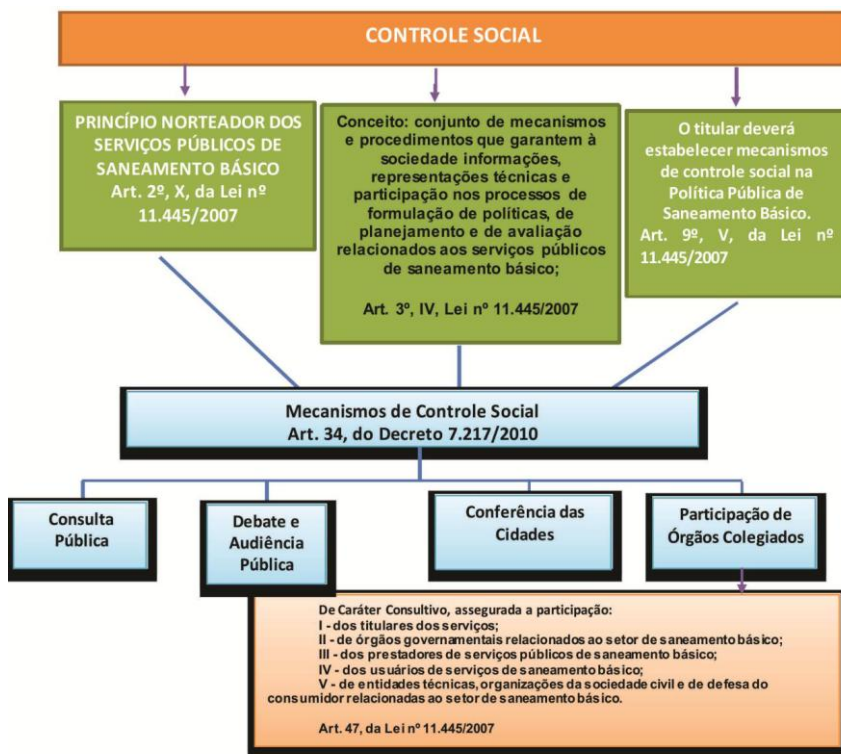 CONTROLE SOCIAL
PRINCÍPIO NORTEADOR DOS
SERVIÇOS PÚBLICOS DE
SANEAMENTO BÁSICO
Art. 2º, X, da Lei nº
11.445/2007
Conceito: conjunto de mecanismos
e procedimentos que garantem à
sociedade informações,
representações técnicas e
participação nos processos de
formulação de políticas, de
planejamento e de avaliação
relacionados aos serviços públicos
de saneamento básico;
Art. 3º, IV, Lei nº 11.445/2007
O titular deverá
estabelecer mecanismos
de controle social na
Política Pública de
Saneamento Básico.
Art. 9º, V, da Lei nº
11.445/2007
Mecanismos de Controle Social
Art. 34, do Decreto 7.217/2010
Consulta
Pública
Debate e
Audiência
Pública
Conferência das
Cidades
Participação de
Órgãos Colegiados
De Caráter Consultivo, assegurada a participação:
I - dos titulares dos serviços;
II - de órgãos governamentais relacionados ao setor de saneamento básico;
III - dos prestadores de serviços públicos de saneamento básico;
IV - dos usuários de serviços de saneamento básico;
V - de entidades técnicas, organizações da sociedade civil e de defesa do
consumidor relacionadas ao setor de saneamento básico.
Art. 47, da Lei nº 11.445/2007